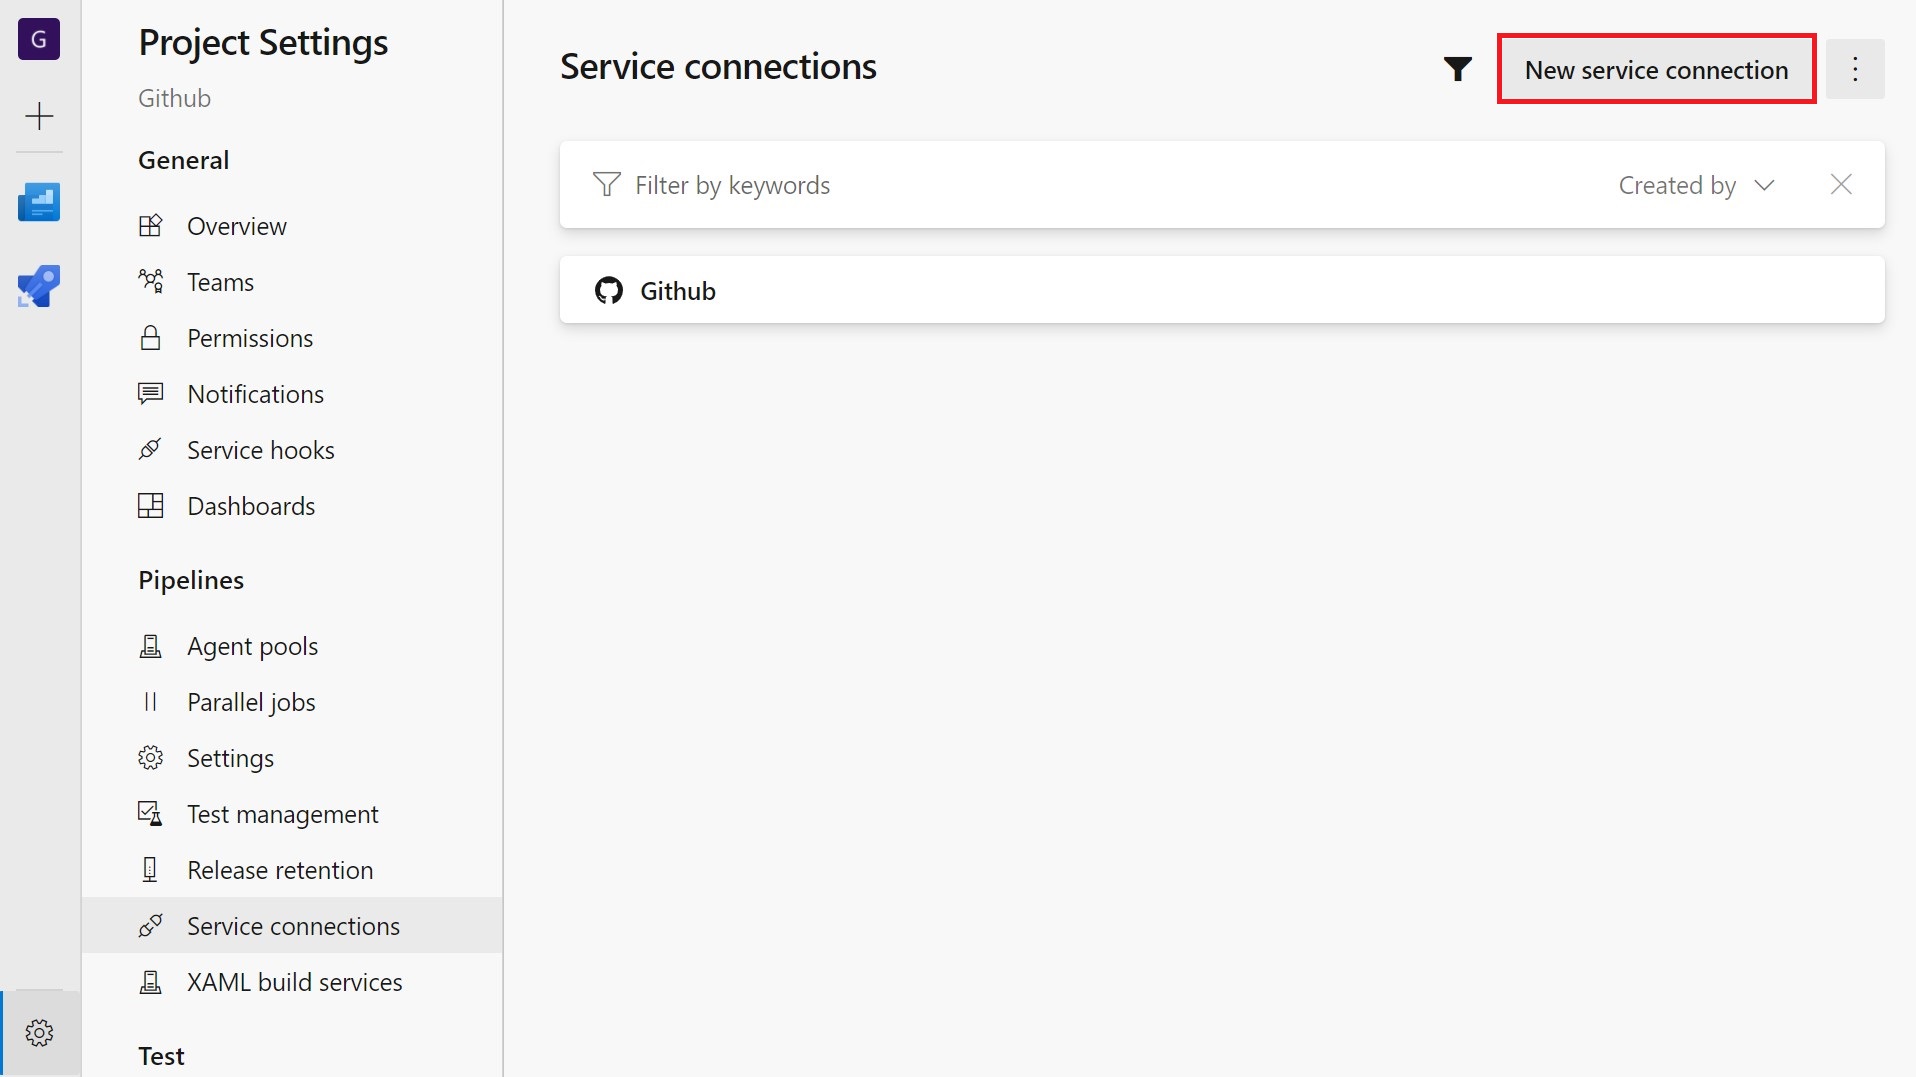 G
Project Settings
Github
General
Overview
Teams
Permissions
Notifications
Service hooks
Dashboards
Pipelines
Agent pools
Parallel jobs
Settings
Test management
Release retention
Service connections
XAML build services
Test
Service connections
New service connection
Filter by keywords
Created by
Github